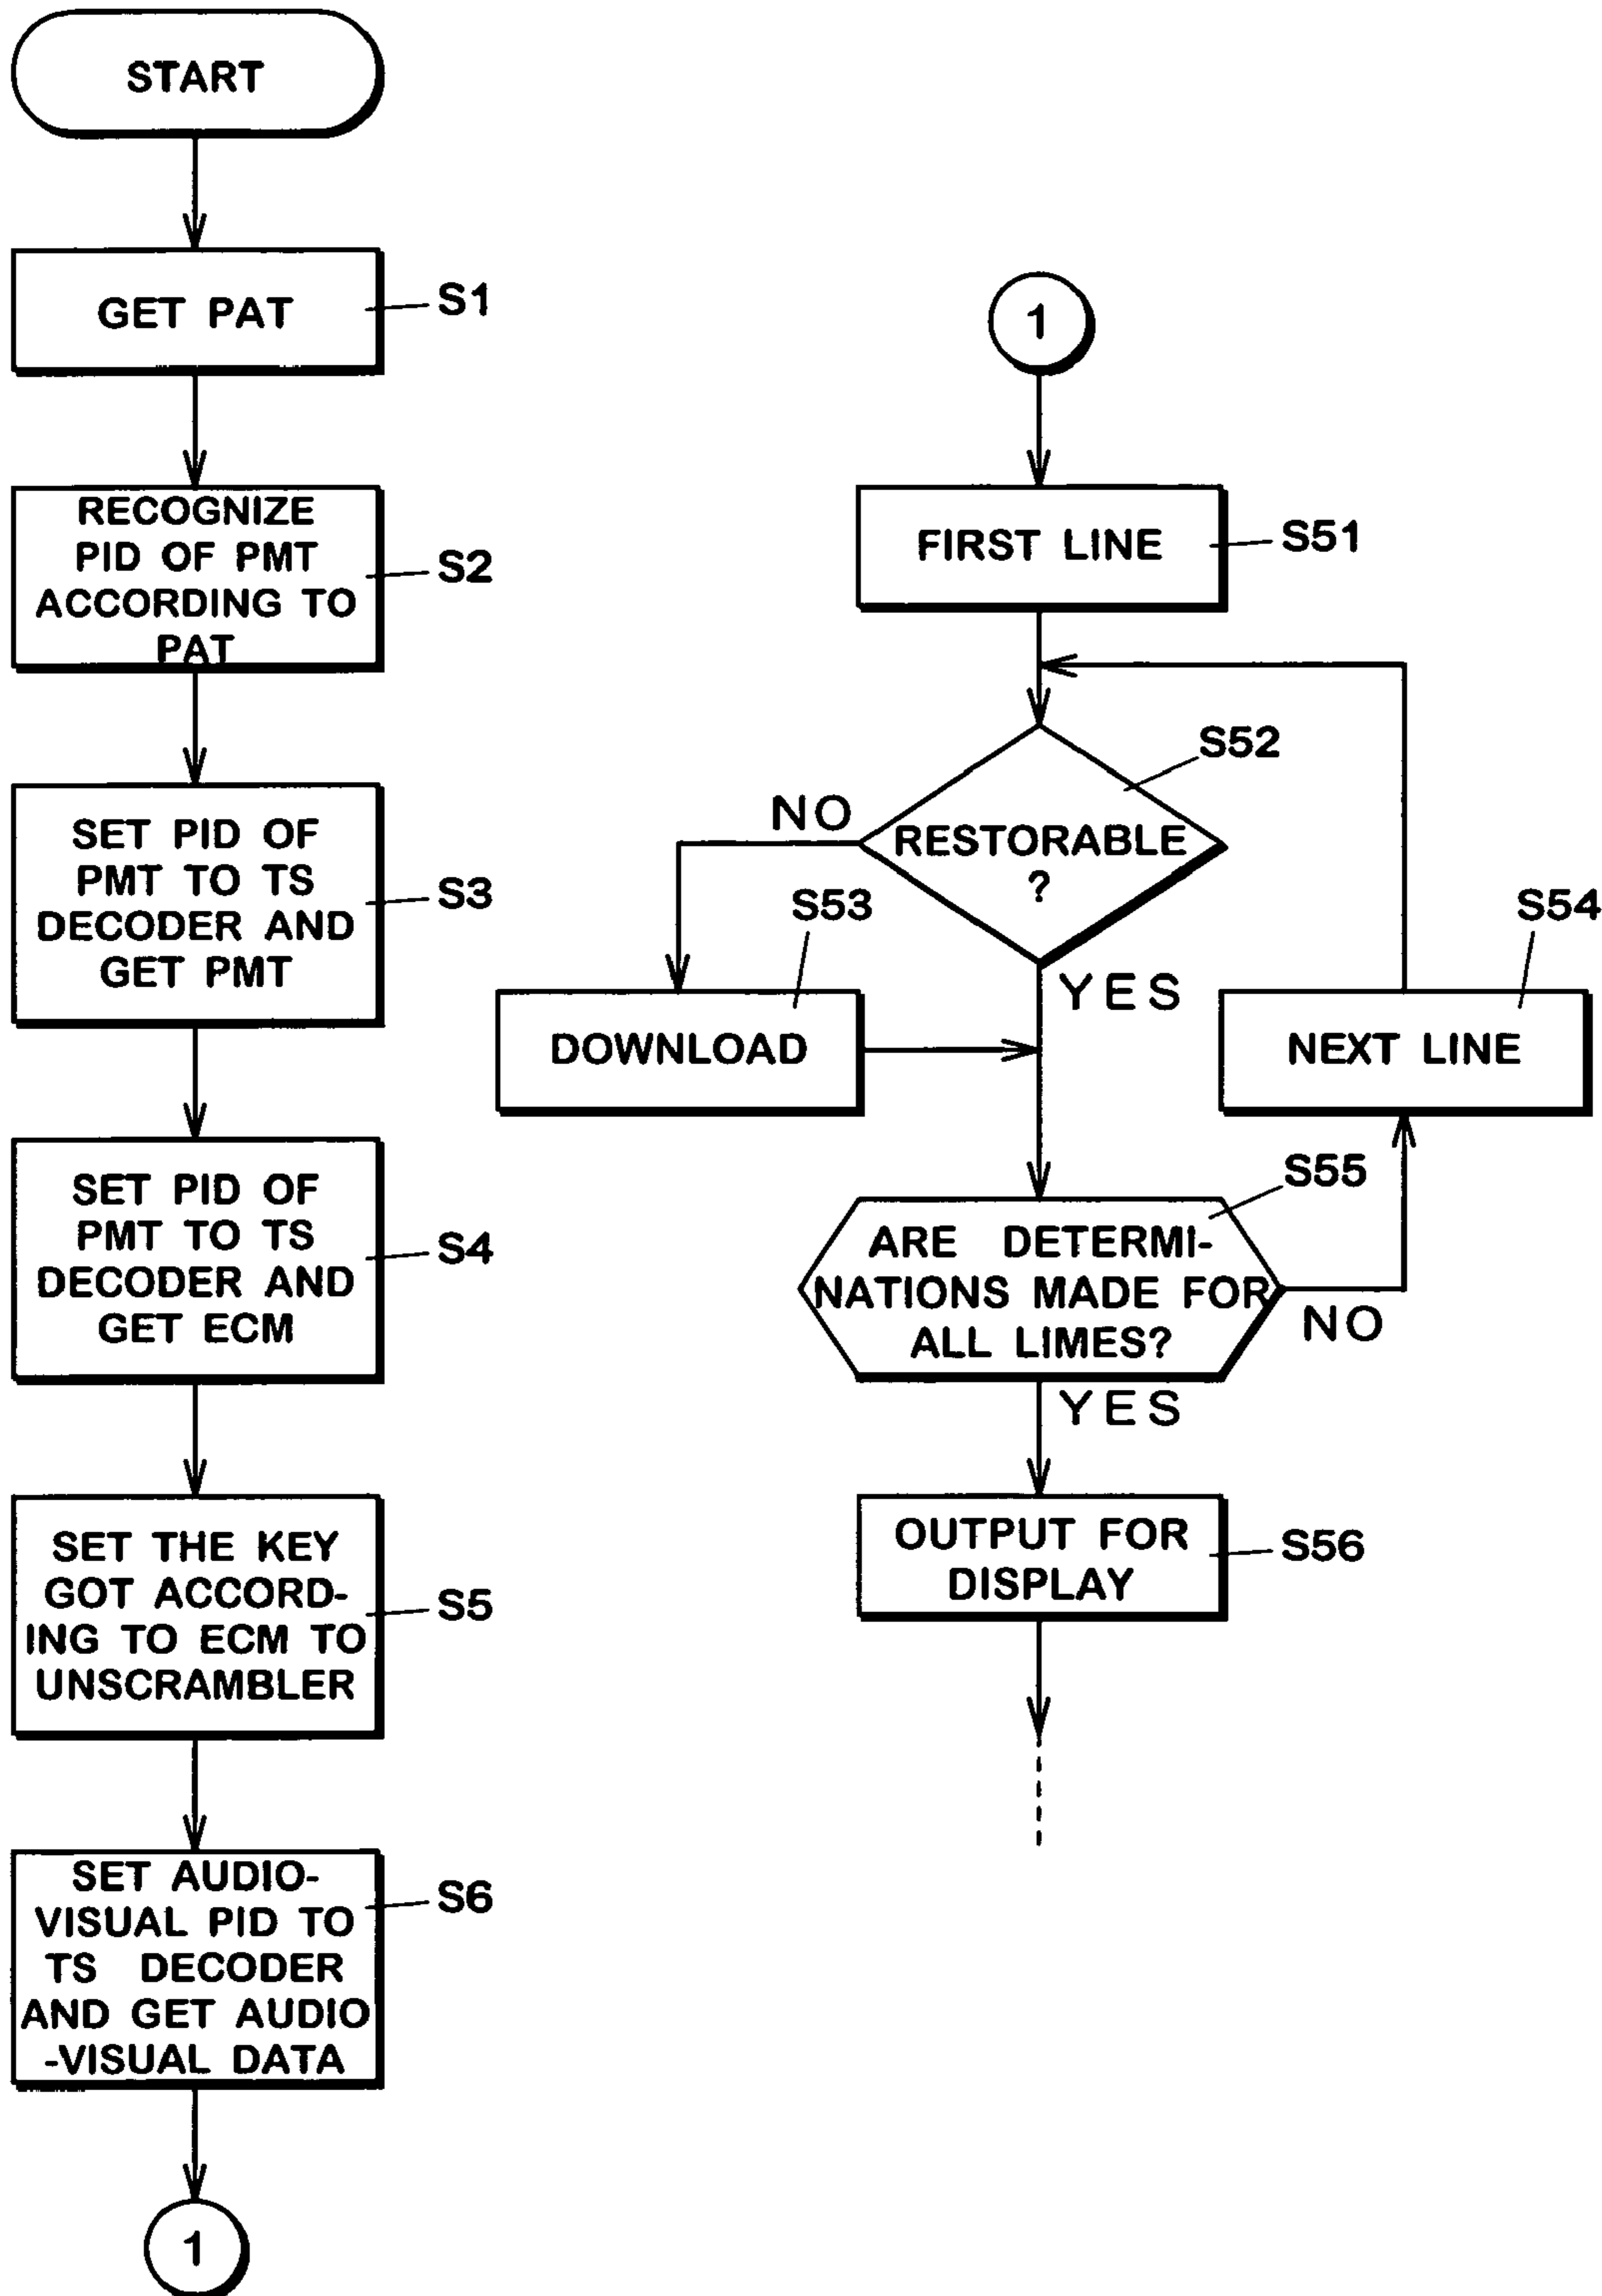 START
GET PAT
S1
RECOGNIZE
PID OF PMT
ACCORDING TO
PAT
S2
SET PID OF
PMT TO TS
DECODER AND
GET PMT
S3
SET PID OF
PMT TO TS
DECODER AND
GET ECM
S4
SET THE KEY
GOT ACCORD-
ING TO ECM TO
UNSCRAMBLER
S5
SET AUDIO-
VISUAL PID TO
TS DECODER
AND GET AUDIO
-VISUAL DATA
S6
1
1
FIRST LINE
S51
S52
RESTORABLE
?
NO
YES
S53
DOWNLOAD
S54
NEXT LINE
S55
ARE DETERMI-
NATIONS MADE FOR
ALL LIMES?
NO
YES
OUTPUT FOR
DISPLAY
S56